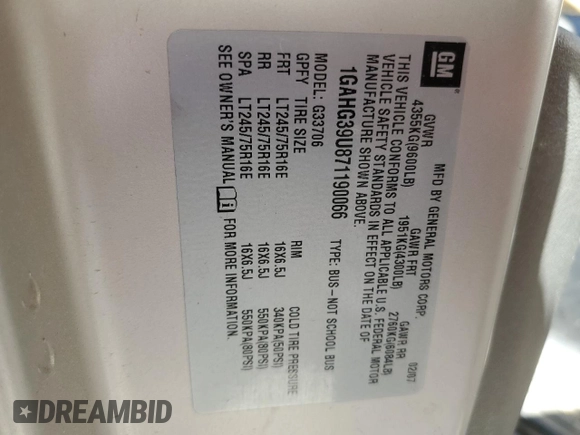 GM
MFD BY GENERAL MOTORS CORP.
02/07
GVWR GAWR FRT GAWR RR
4355KG(9600LB) 1951KG(4300LB) 2760KG(6084LB)
THIS VEHICLE CONFORMS TO ALL APPLICABLE U.S. FEDERAL MOTOR
VEHICLE SAFETY STANDARDS IN EFFECT ON THE DATE OF
MANUFACTURE SHOWN ABOVE.
1GAHG39U871190066 TYPE: BUS-NOT SCHOOL BUS
MODEL: G33706
GPFY TIRE SIZE RIM COLD TIRE PRESSURE
FRT LT245/75R16E 16X6.5J 340KPA(50PSI)
RR LT245/75R16E 16X6.5J 550KPA(80PSI)
SPA LT245/75R16E 16X6.5J 550KPA(80PSI)
SEE OWNER'S MANUAL i FOR MORE INFORMATION.
DREAMBID